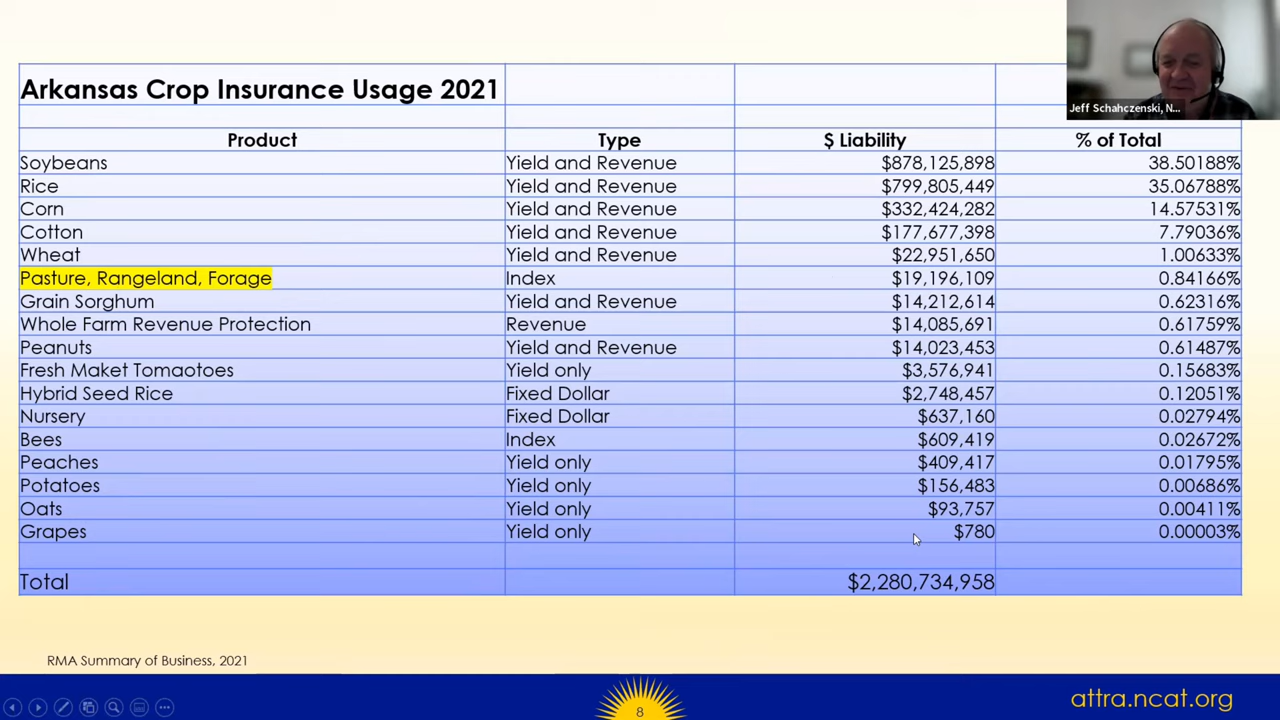 Jeff Schahczenski, N...
Arkansas Crop Insurance Usage 2021
Product Type $ Liability % of Total
Soybeans Yield and Revenue $878,125,898 38.50188%
Rice Yield and Revenue $799,805,449 35.06788%
Corn Yield and Revenue $332,424,282 14.57531%
Cotton Yield and Revenue $177,677,398 7.79036%
Wheat Yield and Revenue $22,951,650 1.00633%
Pasture, Rangeland, Forage Index $19,196,109 0.84166%
Grain Sorghum Yield and Revenue $14,212,614 0.62316%
Whole Farm Revenue Protection Revenue $14,085,691 0.61759%
Peanuts Yield and Revenue $14,023,453 0.61487%
Fresh Maket Tomaotoes Yield only $3,576,941 0.15683%
Hybrid Seed Rice Fixed Dollar $2,748,457 0.12051%
Nursery Fixed Dollar $637,160 0.02794%
Bees Index $609,419 0.02672%
Peaches Yield only $409,417 0.01795%
Potatoes Yield only $156,483 0.00686%
Oats Yield only $93,757 0.00411%
Grapes Yield only $780 0.00003%
Total $2,280,734,958
RMA Summary of Business, 2021
8
attra.ncat.org